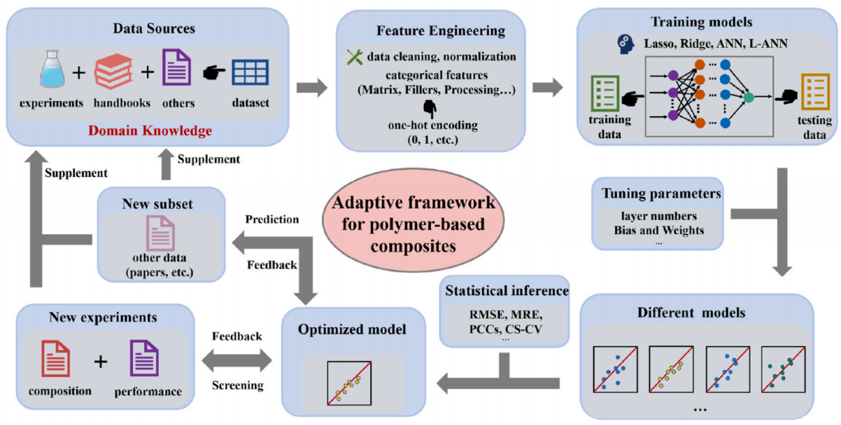 Data Sources
experiments
handbooks
others
dataset
Domain Knowledge
Feature Engineering
data cleaning, normalization
categorical features
(Matrix, Fillers, Processing…)
one-hot encoding
(0, 1, etc.)
Training models
Lasso, Ridge, ANN, L-ANN
training
data
testing
data
Supplement
Supplement
New subset
other data
(papers, etc.)
Prediction
Feedback
Adaptive framework
for polymer-based
composites
Tuning parameters
layer numbers
Bias and Weights
...
Statistical inference
RMSE, MRE,
PCCs, CS-CV
...
Different models
...
New experiments
composition
performance
Feedback
Screening
Optimized model